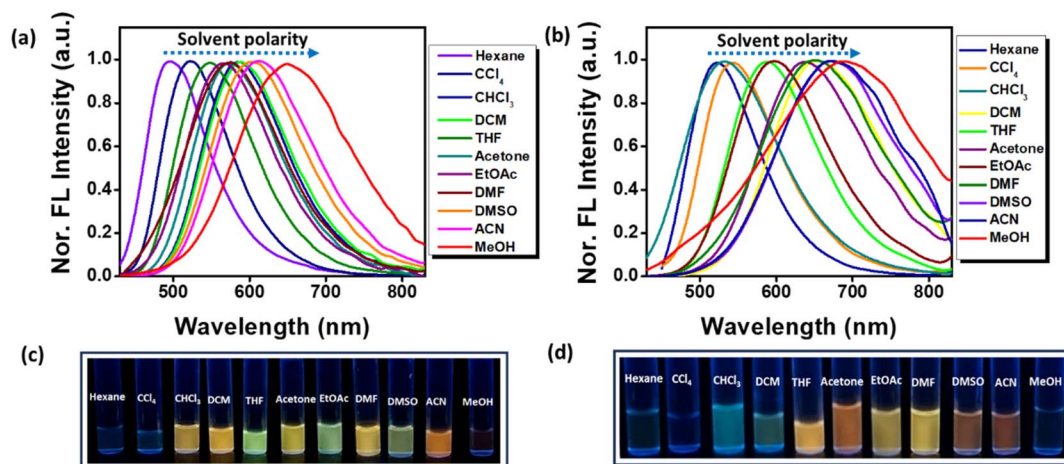 (a)
Solvent polarity
Nor. FL Intensity (a.u.)
1.0
0.8
0.6
0.4
0.2
0.0
500
600
700
800
Wavelength (nm)
Hexane
CCl4
CHCl3
DCM
THF
Acetone
EtOAc
DMF
DMSO
ACN
MeOH
(b)
Solvent polarity
Nor. FL Intensity (a.u.)
1.0
0.8
0.6
0.4
0.2
0.0
500
600
700
800
Wavelength (nm)
Hexane
CCl4
CHCl3
DCM
THF
Acetone
EtOAc
DMF
DMSO
ACN
MeOH
(c)
Hexane CCl4 CHCl3 DCM THF Acetone EtOAc DMF DMSO ACN MeOH
(d)
Hexane CCl4 CHCl3 DCM THF Acetone EtOAc DMF DMSO ACN MeOH